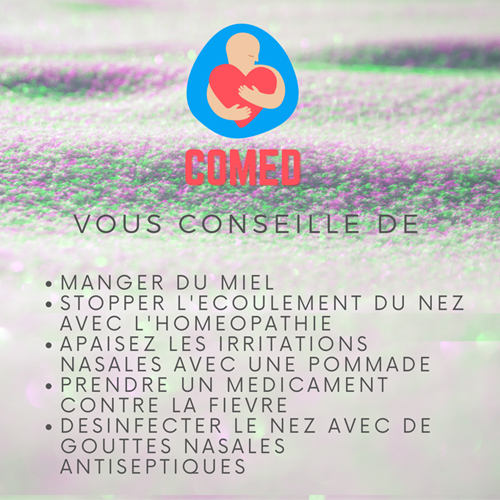 COMED
VOUS CONSEILLE DE
• MANGER DU MIEL
• STOPPER L'ECOULEMENT DU NEZ
AVEC L'HOMEOPATHIE
• APAISEZ LES IRRITATIONS
NASALES AVEC UNE POMMADE
• PRENDRE UN MEDICAMENT
CONTRE LA FIEVRE
• DESINFECTER LE NEZ AVEC DE
GOUTTES NASALES
ANTISEPTIQUES